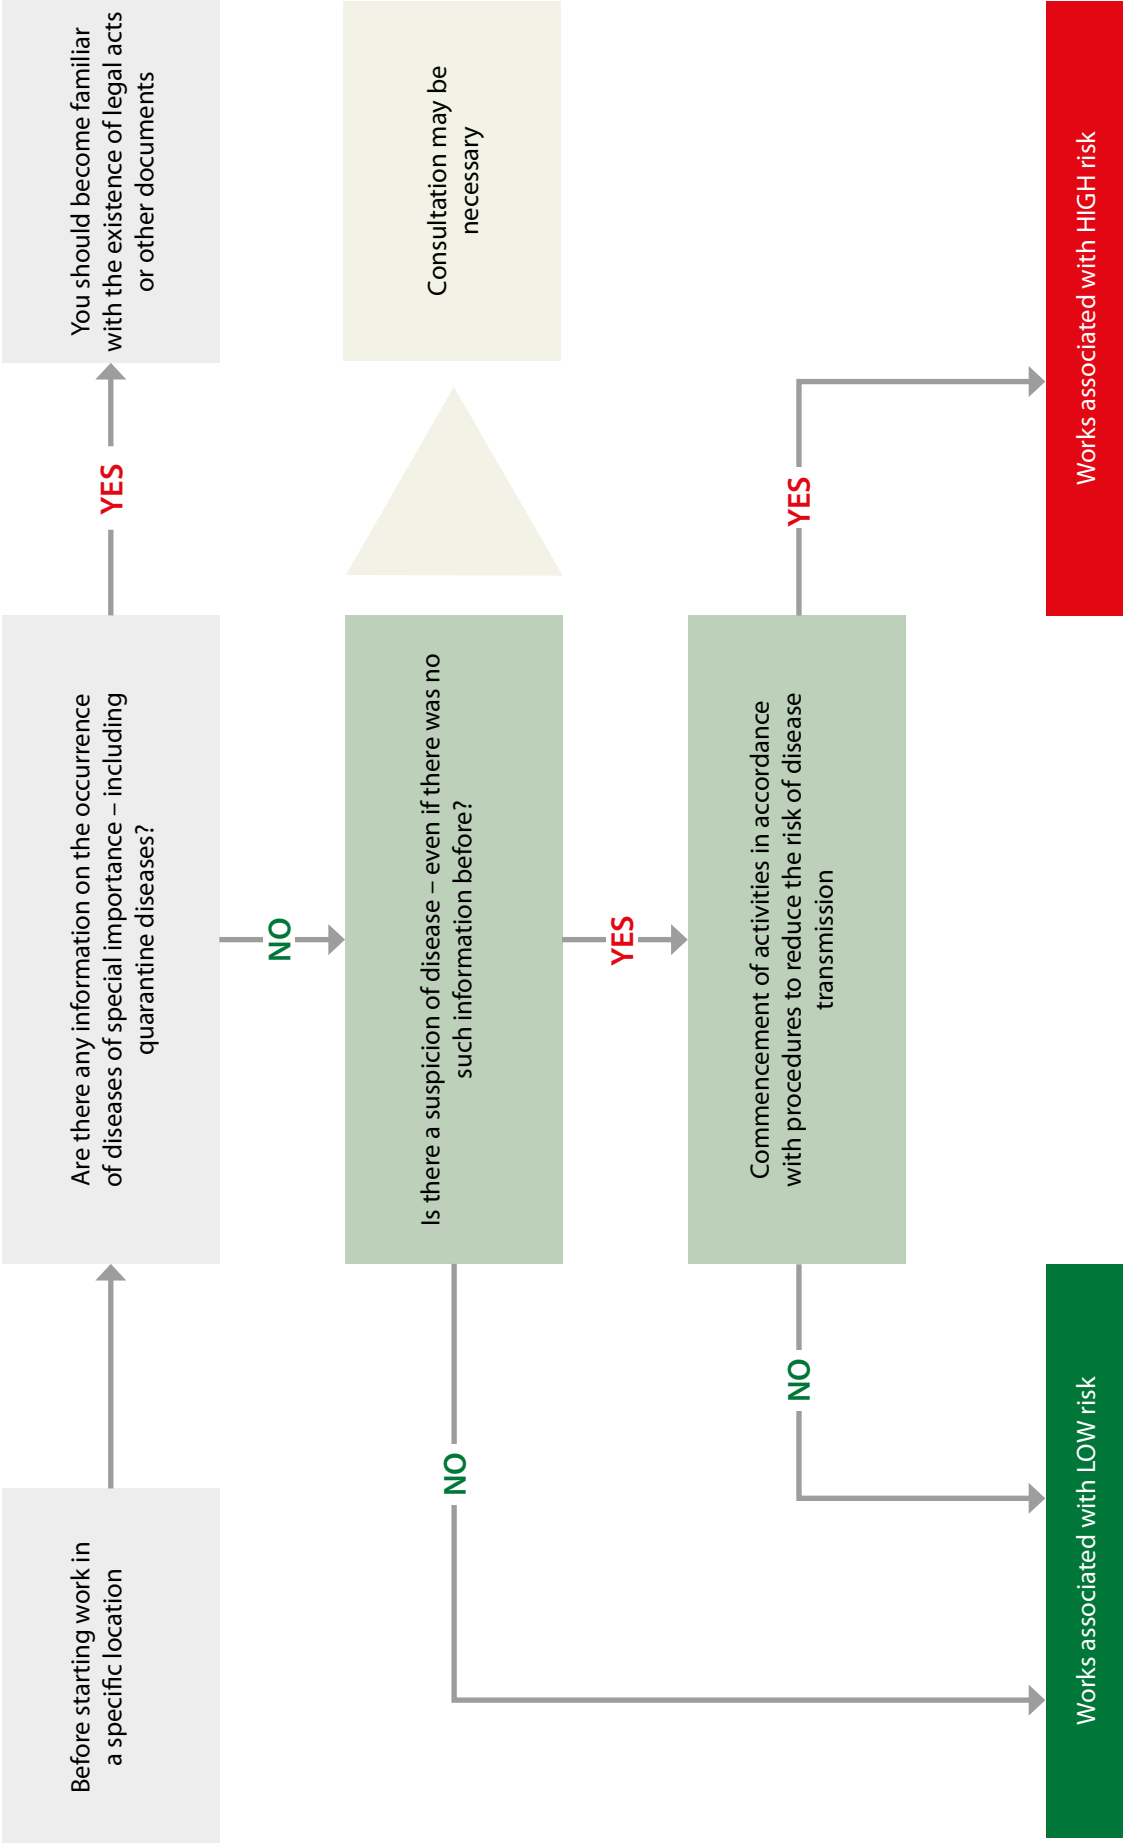 Before starting work in
a specific location
Are there any information on the occurrence
of diseases of special importance – including
quarantine diseases?
YES
You should become familiar
with the existence of legal acts
or other documents
NO
Is there a suspicion of disease – even if there was no
such information before?
Consultation may be
necessary
NO
YES
Commencement of activities in accordance
with procedures to reduce the risk of disease
transmission
NO
YES
Works associated with LOW risk
Works associated with HIGH risk